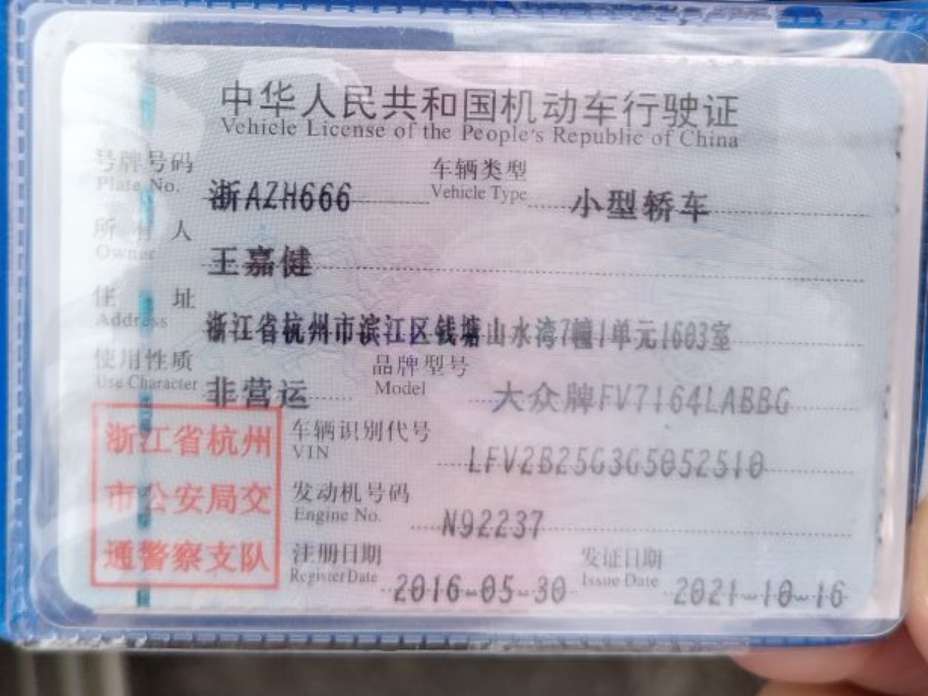 中华人民共和国机动车行驶证
Vehicle License of the People's Republic of China
号牌号码 浙AZH666 车辆类型 小型轿车
Plate No. Vehicle Type
所有人 王嘉健
Owner
住址 浙江省杭州市滨江区钱塘山水湾7幢1单元1603室
Address
使用性质 非营运 品牌型号 大众牌FV7164LABBG
Use Character Model
浙江省杭州
市公安局交
通警察支队
车辆识别代号 LFV2B25G3G5052510
VIN
发动机号码 N92237
Engine No.
注册日期 2016-05-30 发证日期 2021-10-16
Register Date Issue Date